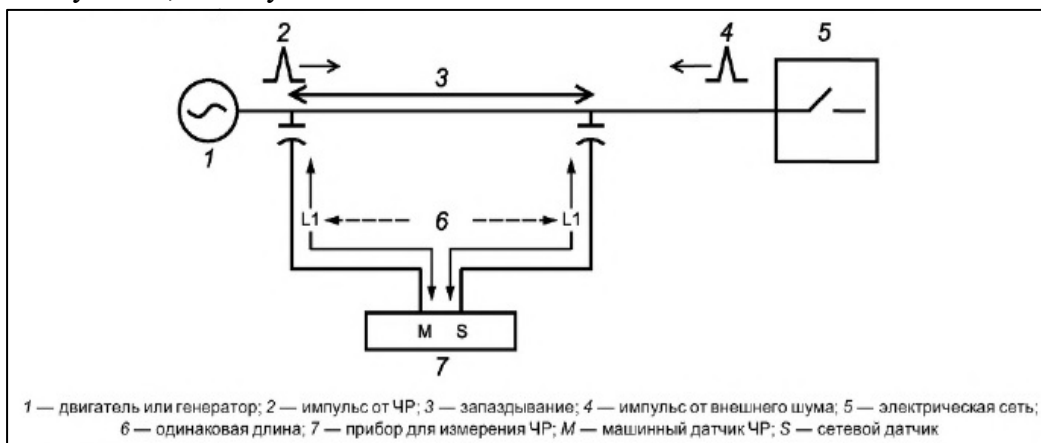 2 4 5
3
1
L1 6 L1
M S
7
1 — двигатель или генератор; 2 — импульс от ЧР; 3 — запаздывание; 4 — импульс от внешнего шума; 5 — электрическая сеть;
6 — одинаковая длина; 7 — прибор для измерения ЧР; М — машинный датчик ЧР; S — сетевой датчик